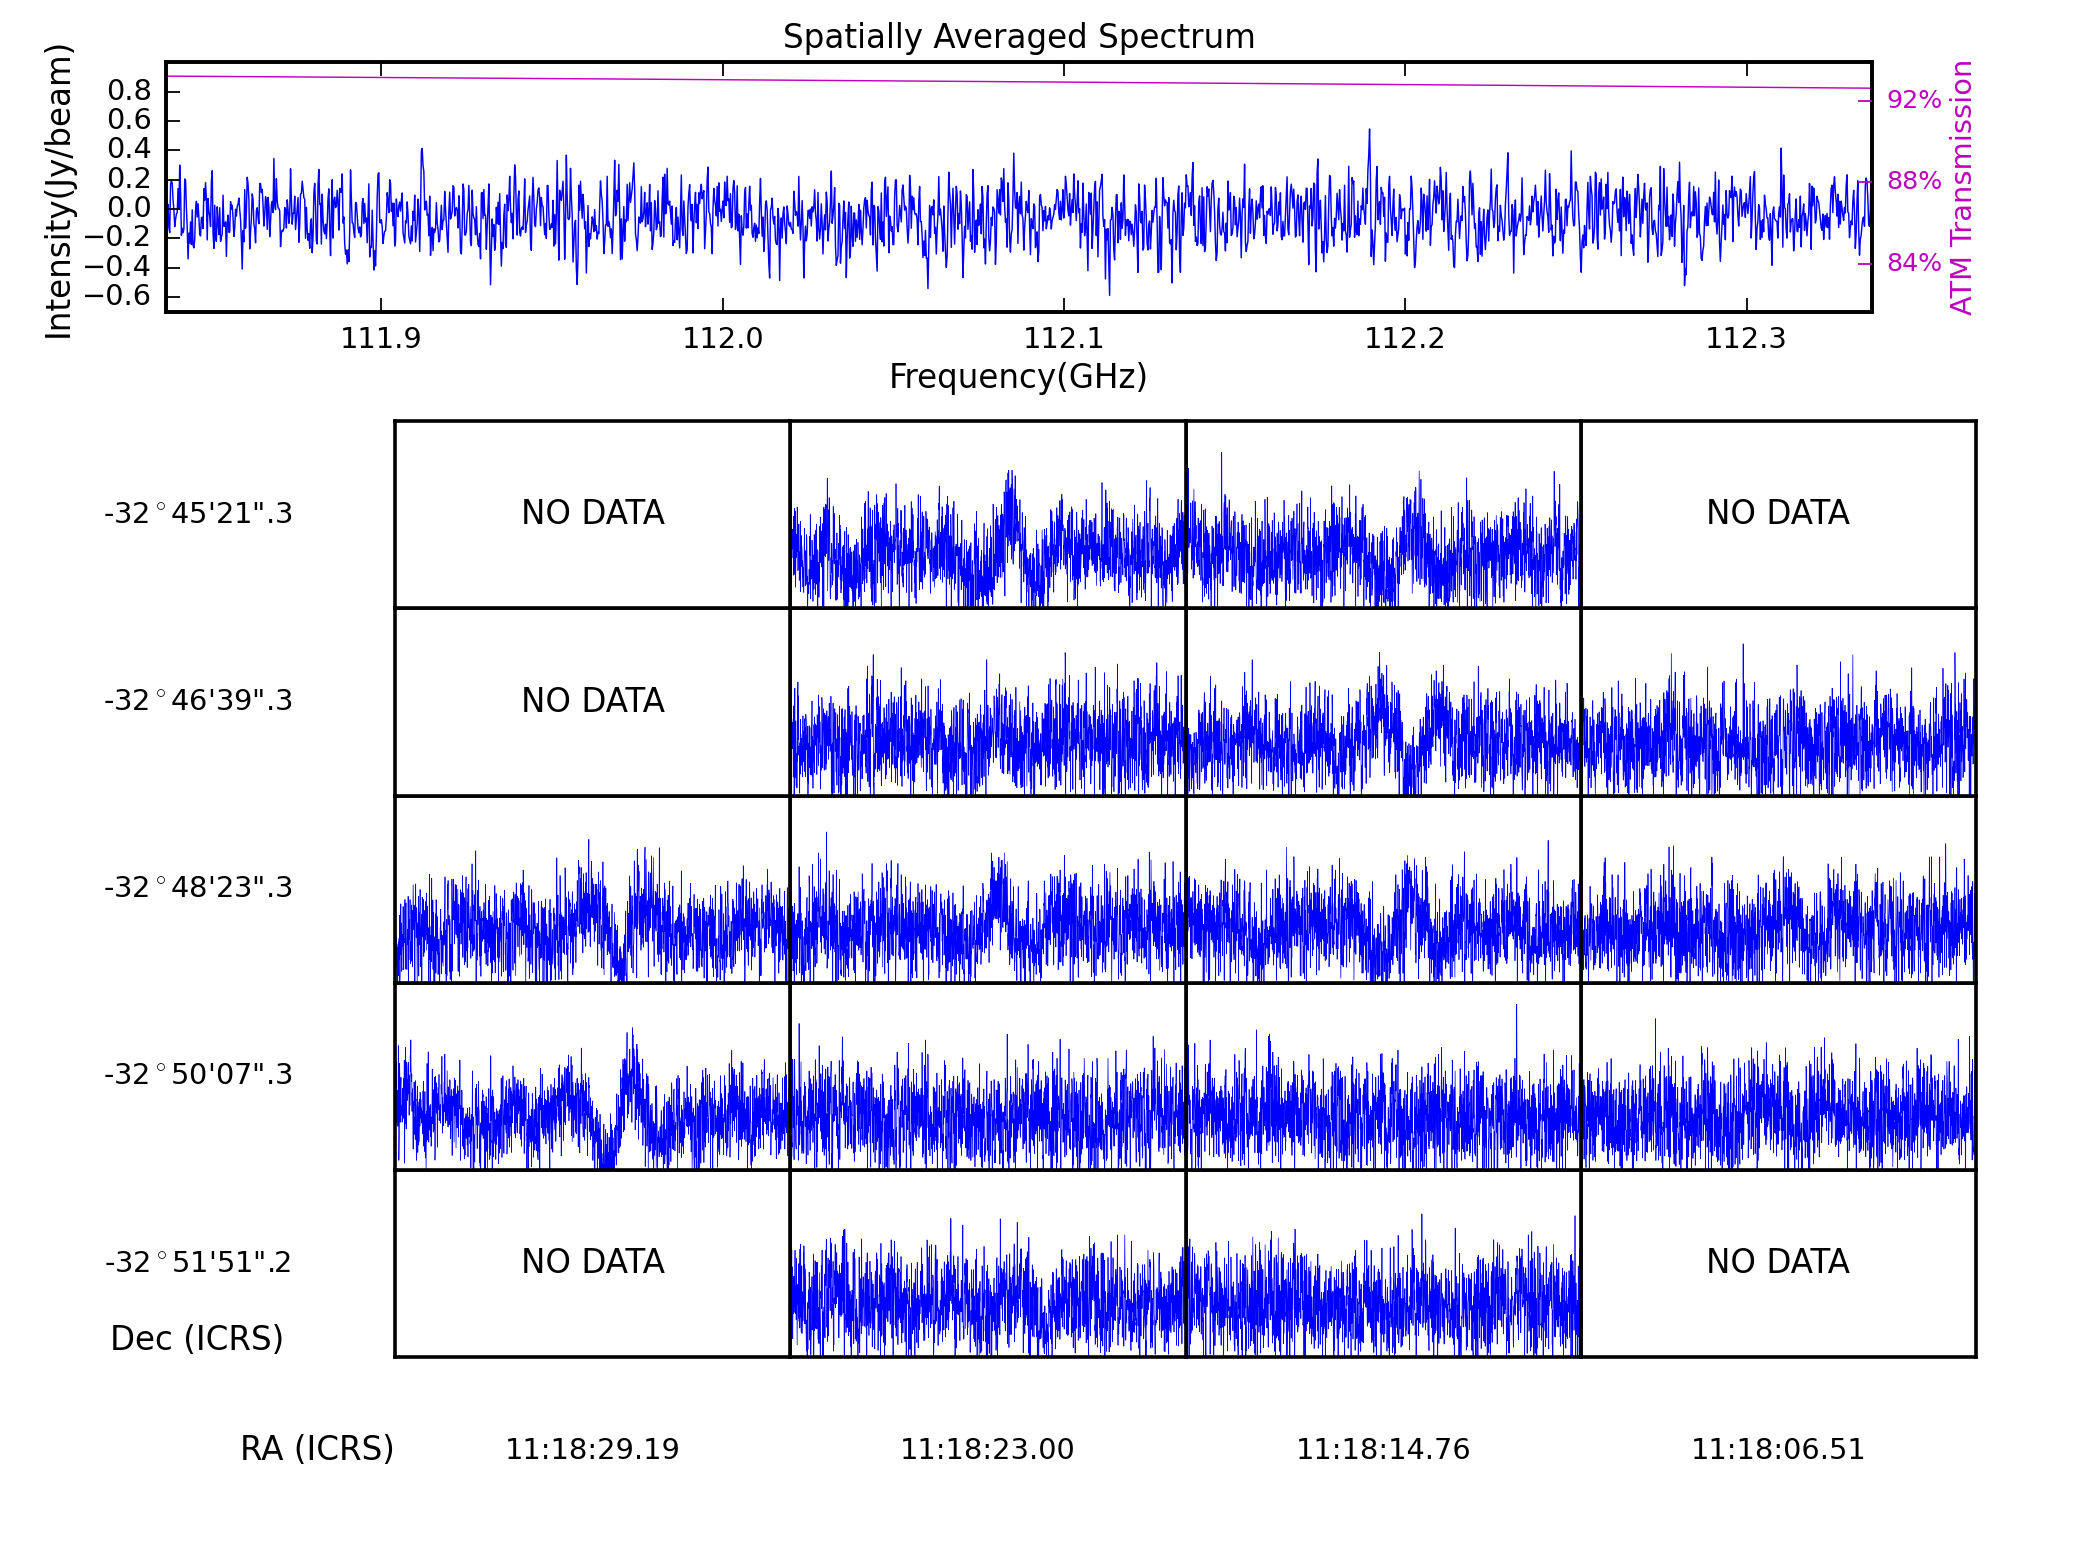 Spatially Averaged Spectrum
Intensity(Jy/beam)
0.8
0.6
0.4
0.2
0.0
−0.2
−0.4
−0.6
92%
88%
84%
ATM Transmission
111.9 112.0 112.1 112.2 112.3
Frequency(GHz)
-32°45'21".3 NO DATA NO DATA
-32°46'39".3 NO DATA
-32°48'23".3
-32°50'07".3
-32°51'51".2 NO DATA NO DATA
Dec (ICRS)
RA (ICRS) 11:18:29.19 11:18:23.00 11:18:14.76 11:18:06.51